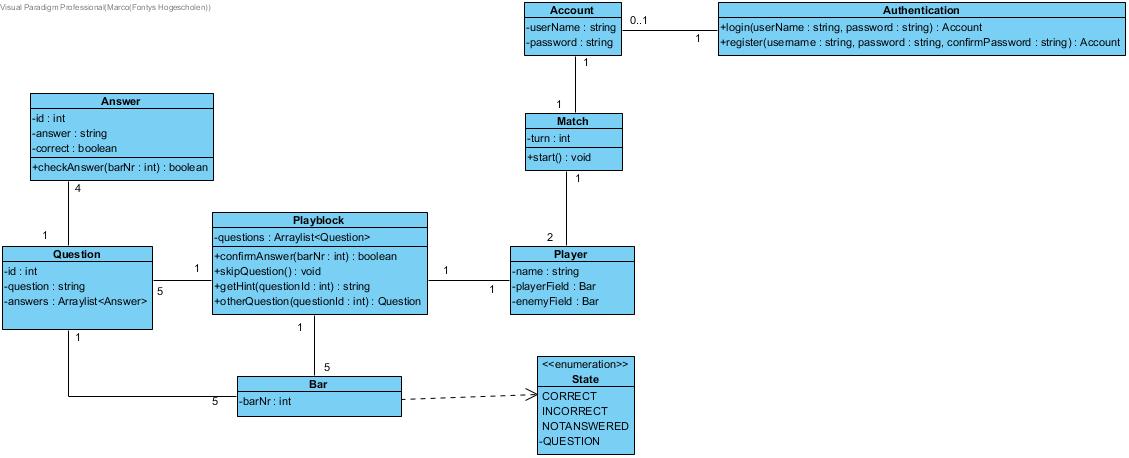 Visual Paradigm Professional(Marco(Fontys Hogescholen))
Account
-userName : string
-password : string
0..1
1
Authentication
+login(userName : string, password : string) : Account
+register(username : string, password : string, confirmPassword : string) : Account
1
1
Match
-turn : int
+start() : void
1
2
Answer
-id : int
-answer : string
-correct : boolean
+checkAnswer(barNr : int) : boolean
4
1
Question
-id : int
-question : string
-answers : Arraylist<Answer>
1
5
Playblock
-questions : Arraylist<Question>
+confirmAnswer(barNr : int) : boolean
+skipQuestion() : void
+getHint(questionId : int) : string
+otherQuestion(questionId : int) : Question
1
1
Player
-name : string
-playerField : Bar
-enemyField : Bar
1
5
1
5
Bar
-barNr : int
<<enumeration>>
State
CORRECT
INCORRECT
NOTANSWERED
-QUESTION